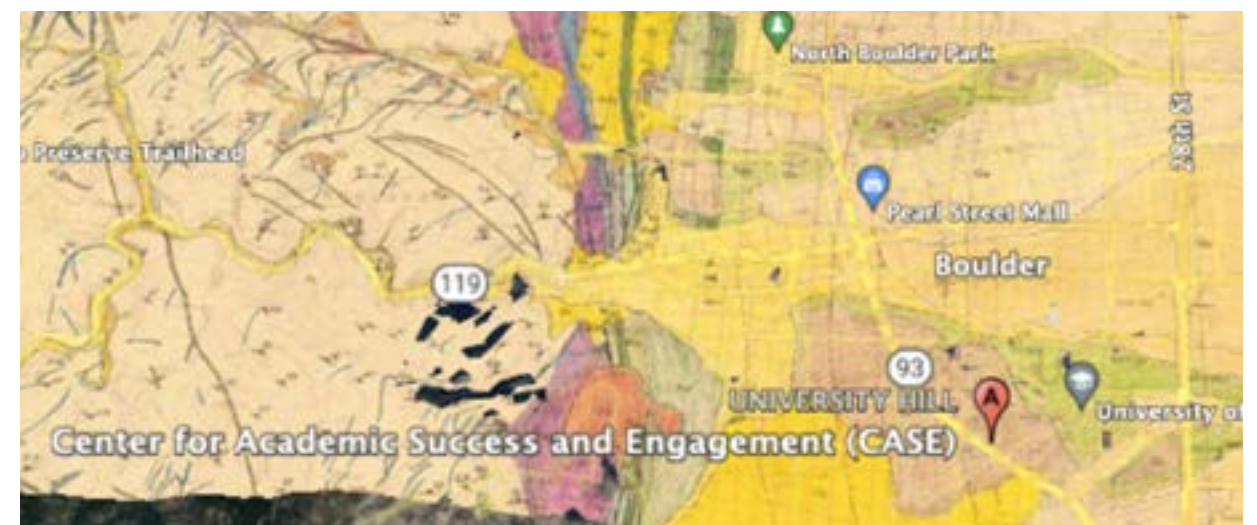 North Boulder Park
28th St
Preserve Trailhead
Pearl Street Mall
Boulder
119
93
UNIVERSITY HILL
A
University of
Center for Academic Success and Engagement (CASE)